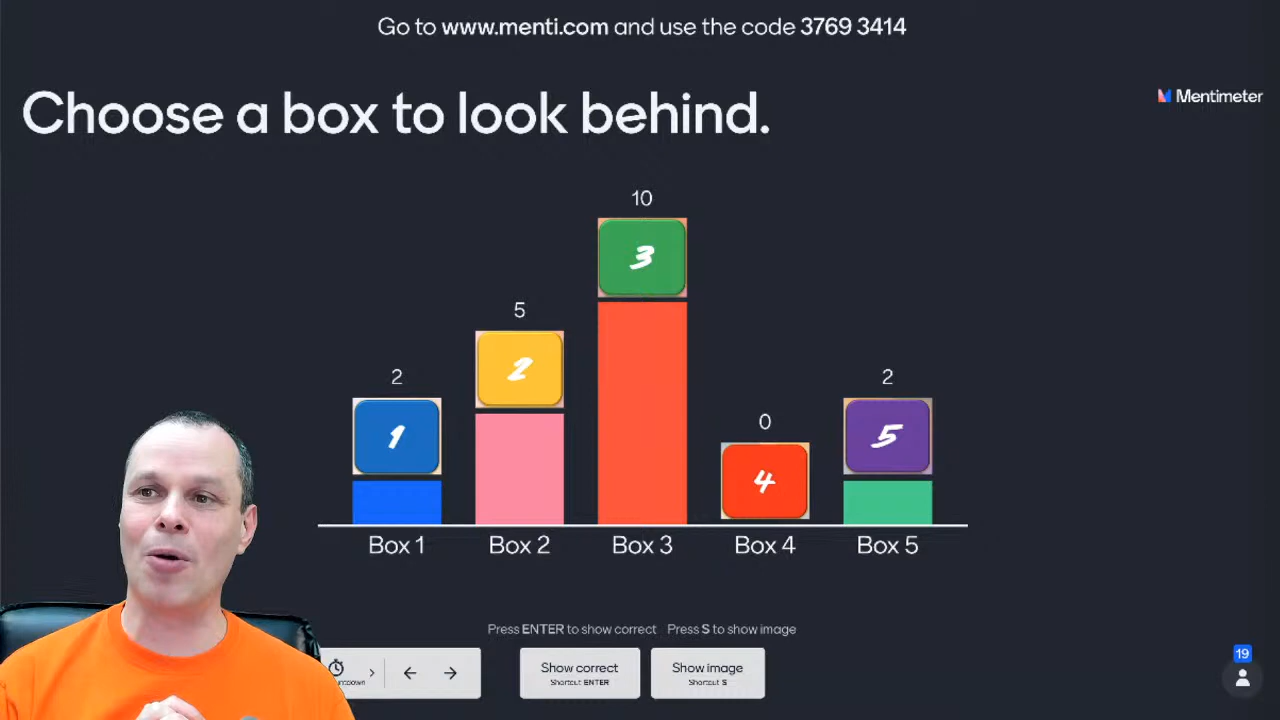 Go to www.menti.com and use the code 3769 3414
Choose a box to look behind.
Mentimeter
10
3
5
2
2
1
0
4
2
5
Box 1 Box 2 Box 3 Box 4 Box 5
Press ENTER to show correct Press S to show image
Show correct
Shortcut ENTER
Show image
Shortcut S
19